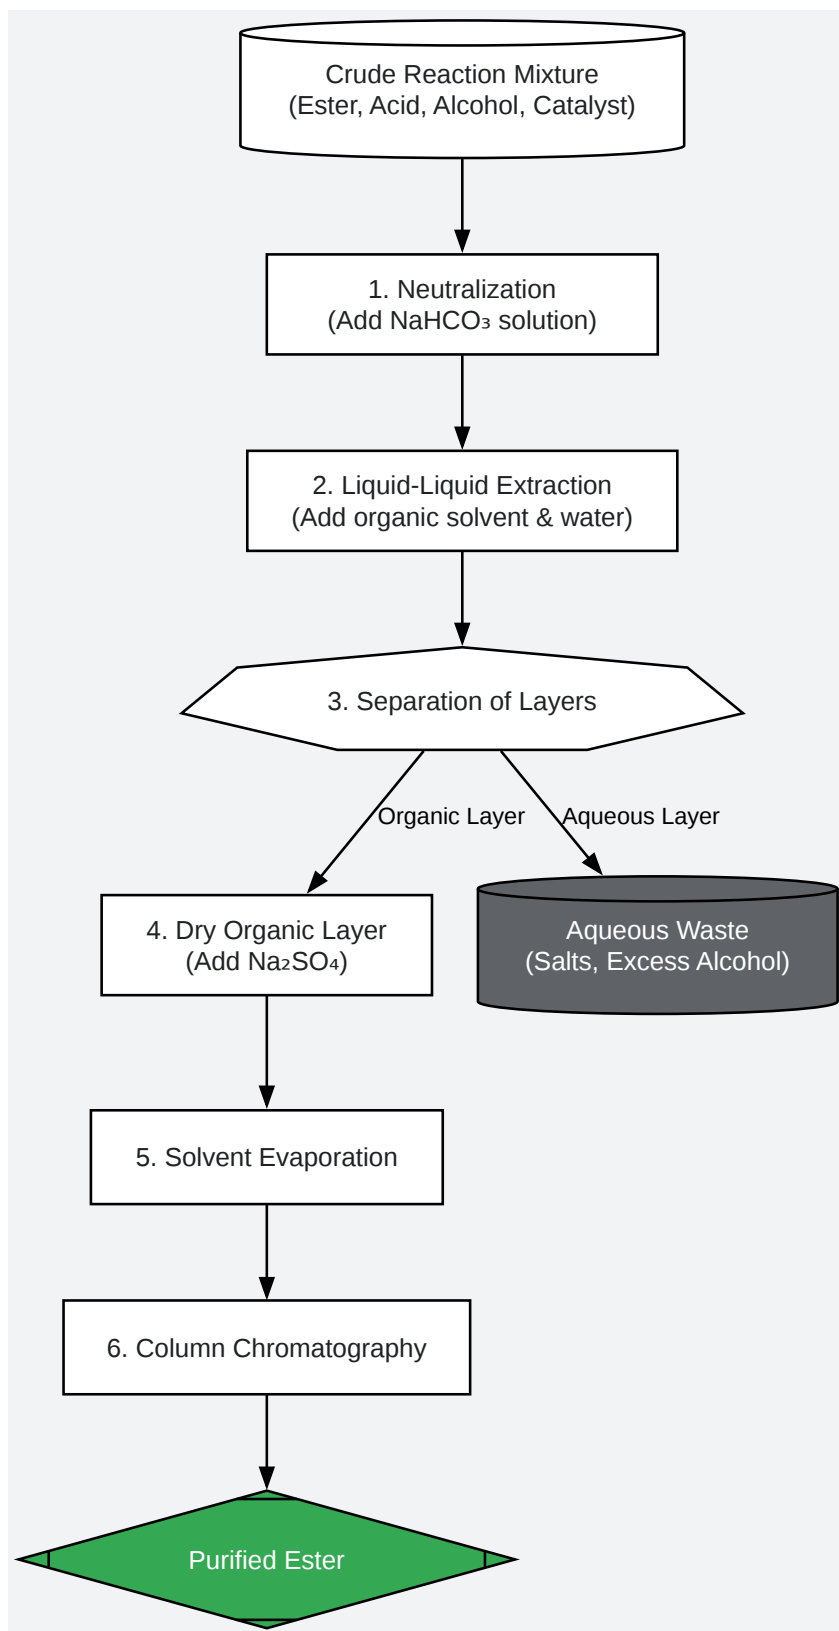 Crude Reaction Mixture
(Ester, Acid, Alcohol, Catalyst)
1. Neutralization
(Add NaHCO₃ solution)
2. Liquid-Liquid Extraction
(Add organic solvent & water)
3. Separation of Layers
Organic Layer
Aqueous Layer
4. Dry Organic Layer
(Add Na₂SO₄)
Aqueous Waste
(Salts, Excess Alcohol)
5. Solvent Evaporation
6. Column Chromatography
Purified Ester